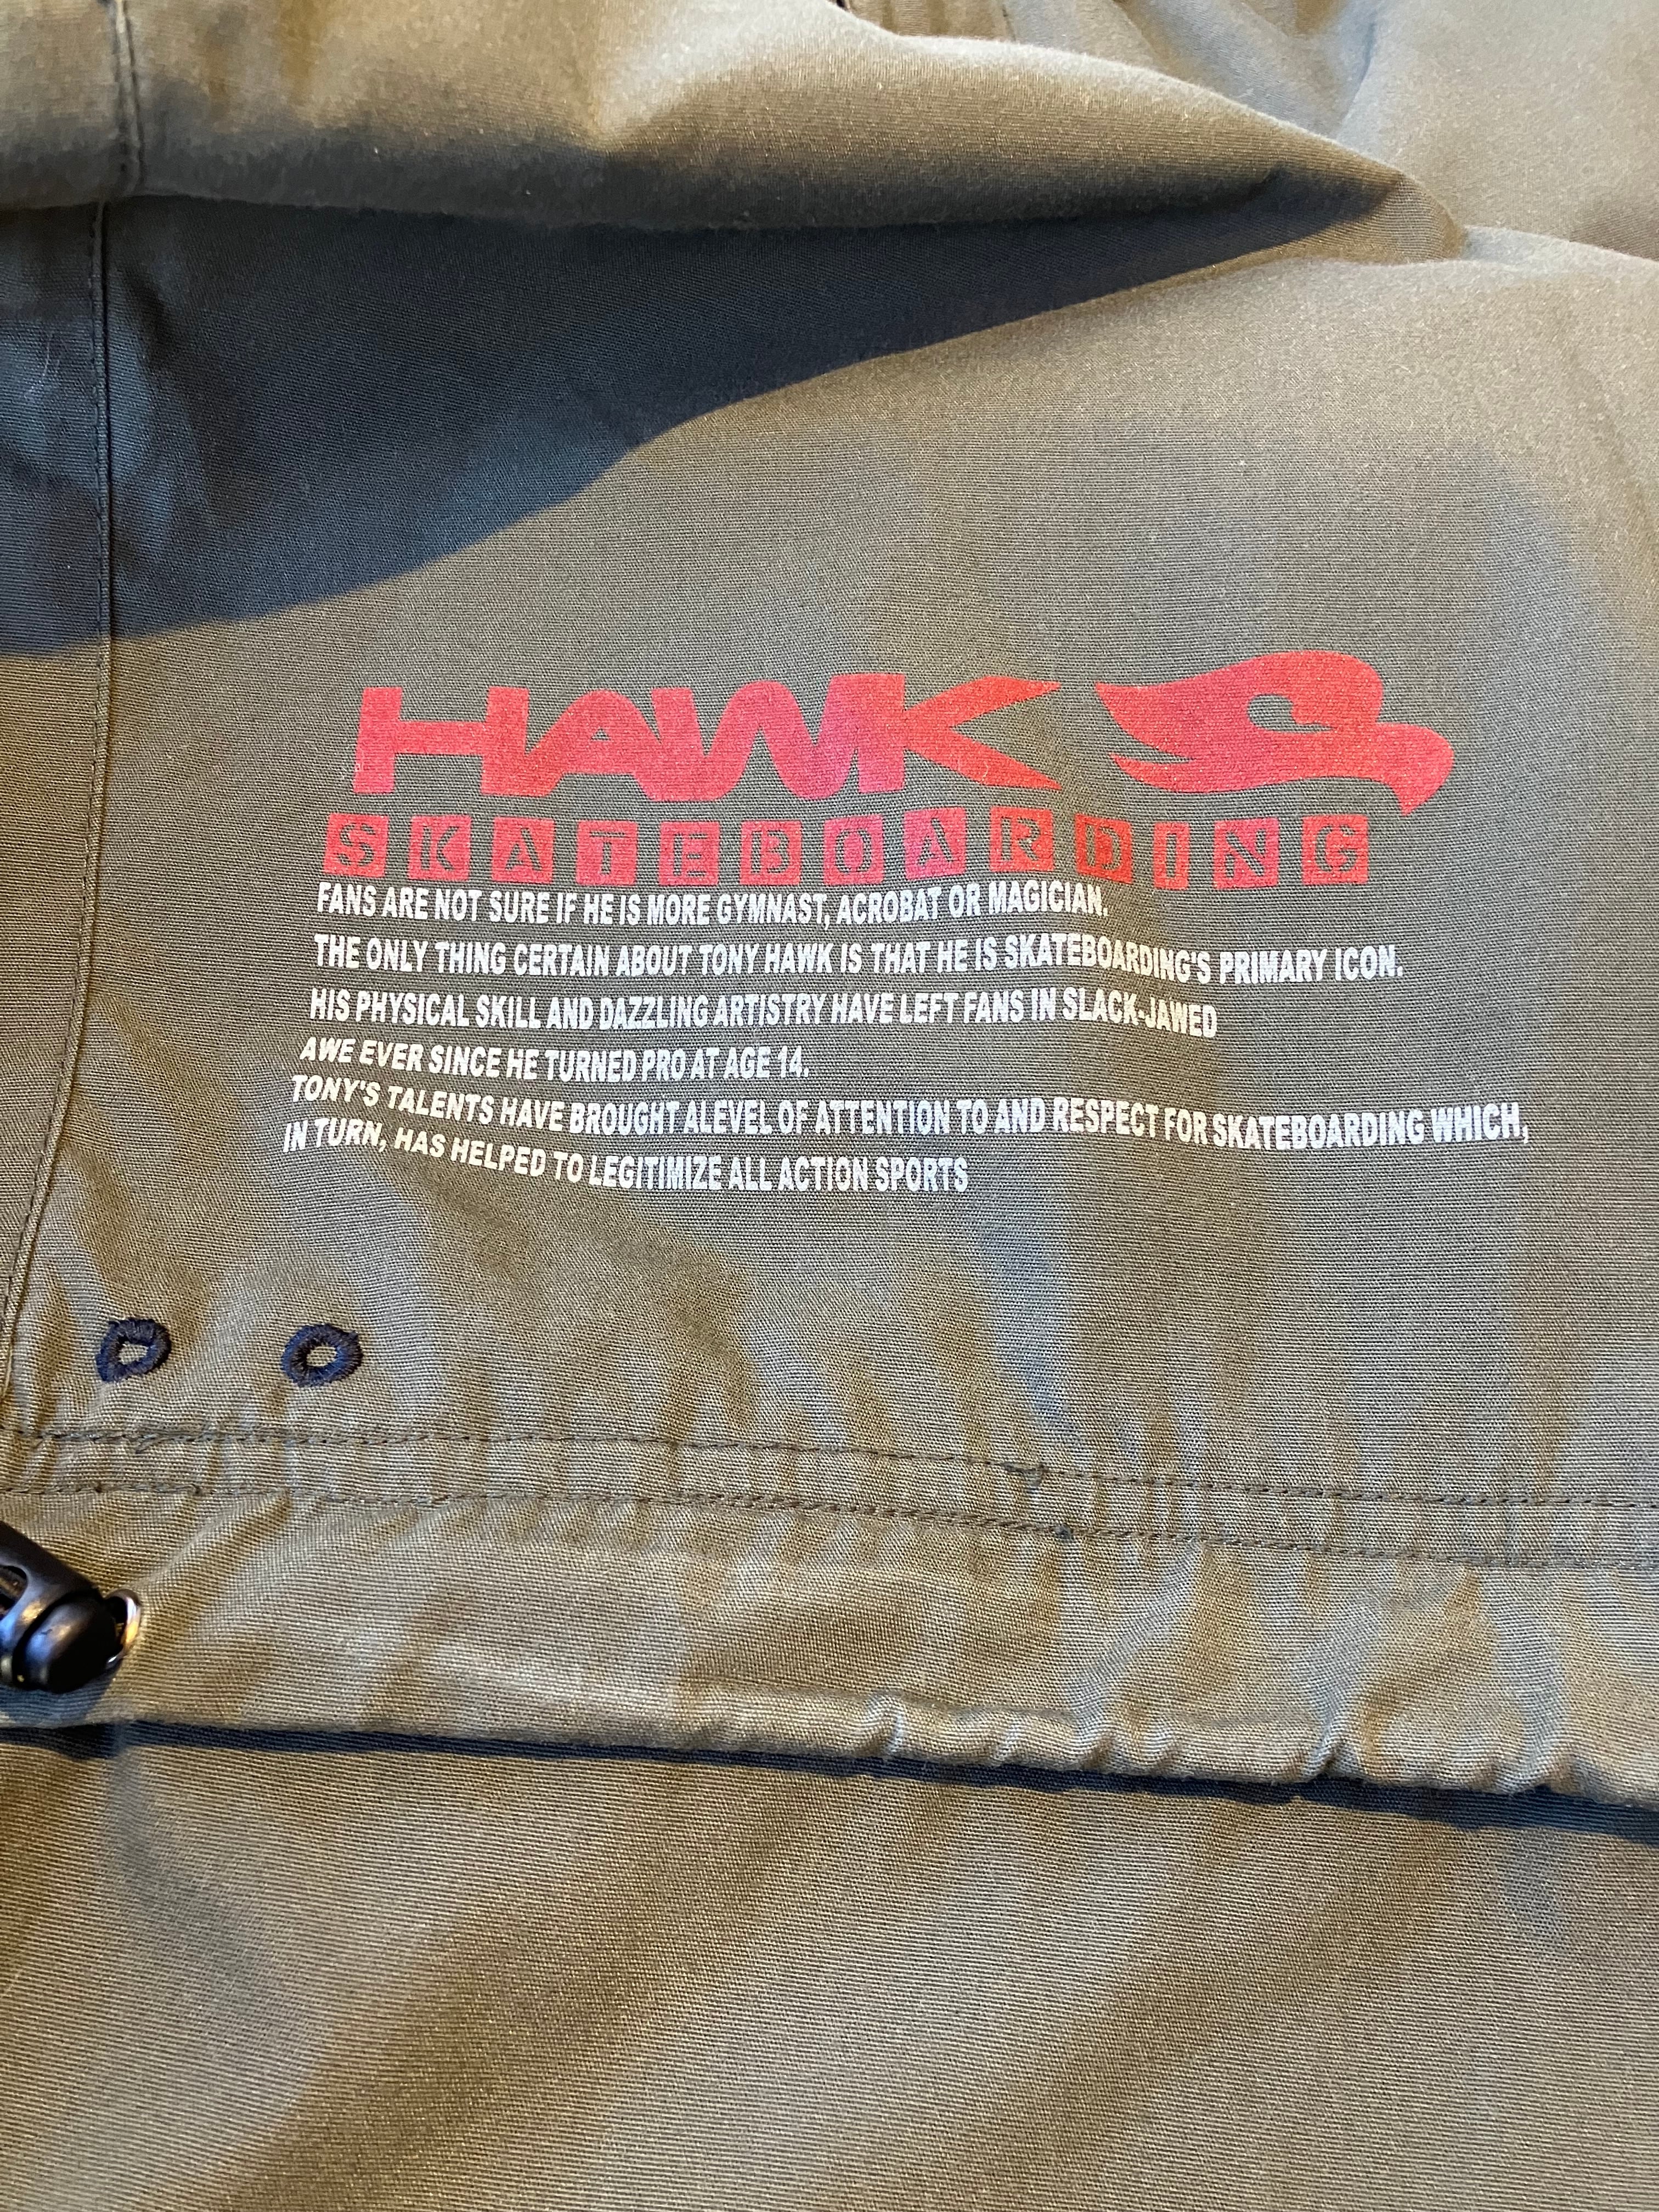 HAWK
SKATEBOARDING
FANS ARE NOT SURE IF HE IS MORE GYMNAST, ACROBAT OR MAGICIAN.
THE ONLY THING CERTAIN ABOUT TONY HAWK IS THAT HE IS SKATEBOARDING'S PRIMARY ICON.
HIS PHYSICAL SKILL AND DAZZLING ARTISTRY HAVE LEFT FANS IN SLACK-JAWED
AWE EVER SINCE HE TURNED PRO AT AGE 14.
TONY'S TALENTS HAVE BROUGHT ALEVEL OF ATTENTION TO AND RESPECT FOR SKATEBOARDING WHICH,
IN TURN, HAS HELPED TO LEGITIMIZE ALL ACTION SPORTS